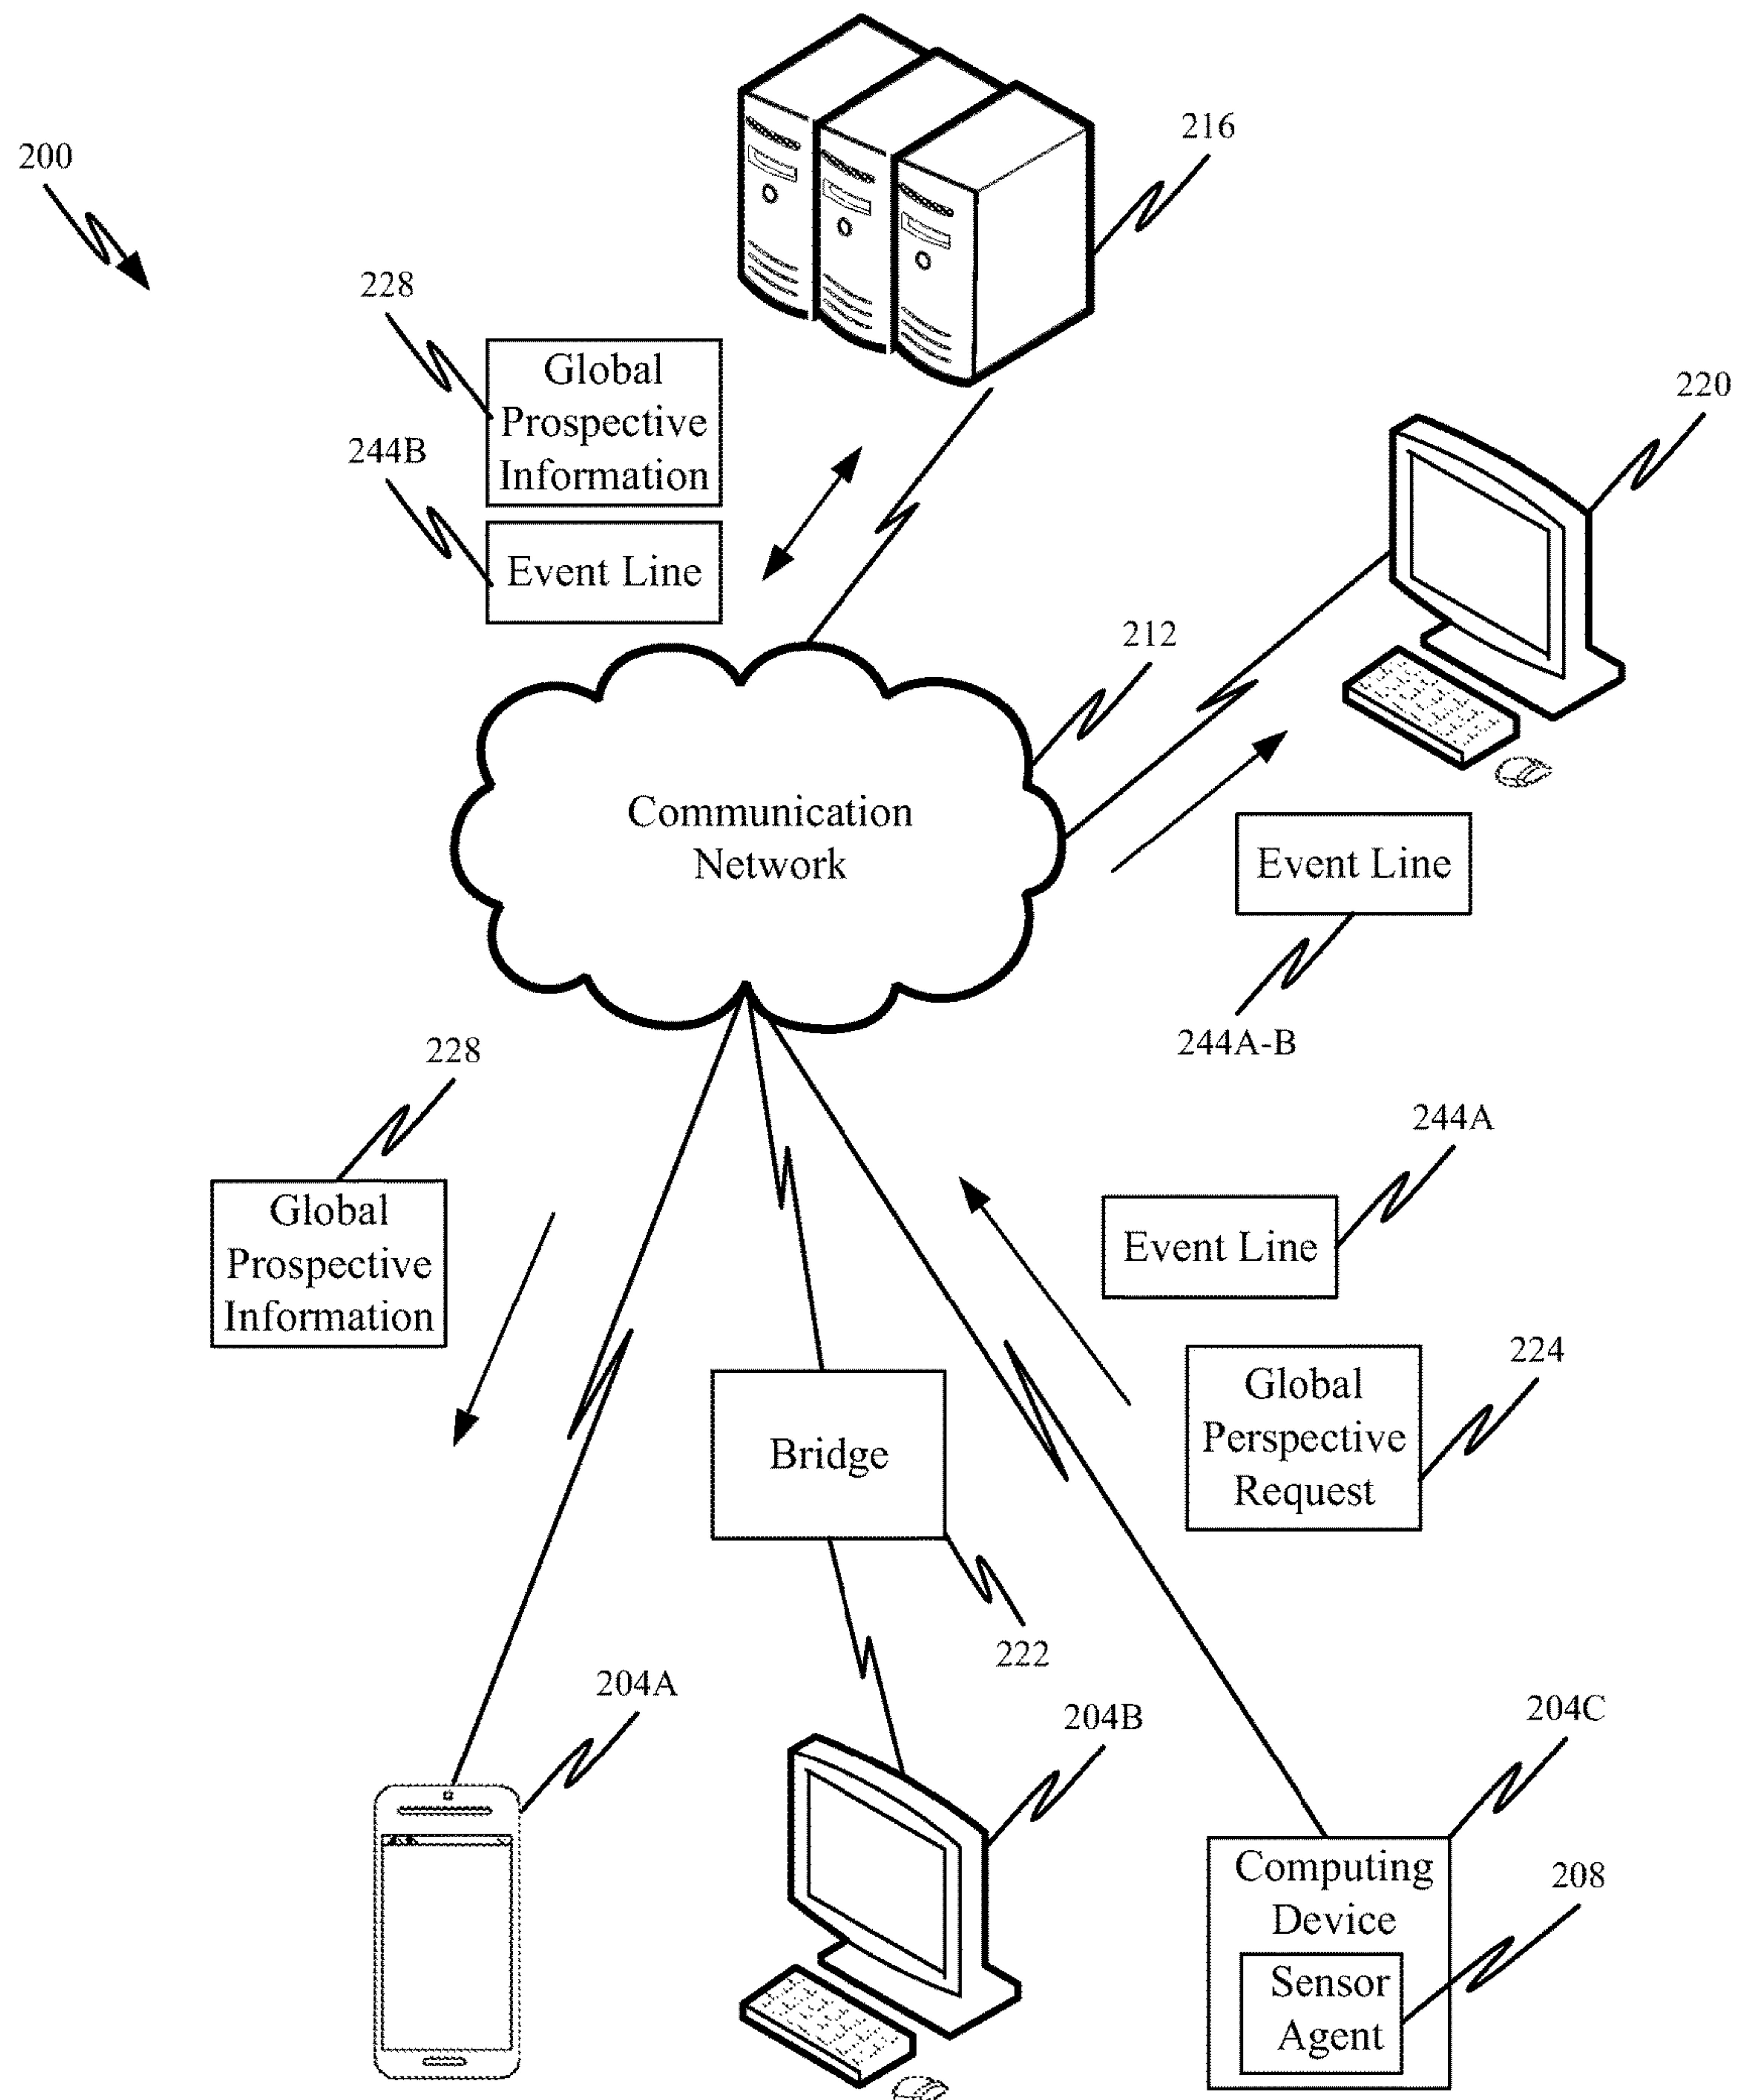 216
200
228
Global
Prospective
Information
220
244B
Event Line
212
Communication
Network
Event Line
244A-B
228
244A
Global
Prospective
Information
Event Line
224
Global
Perspective
Request
Bridge
222
204A
204B
204C
Computing
Device
208
Sensor
Agent